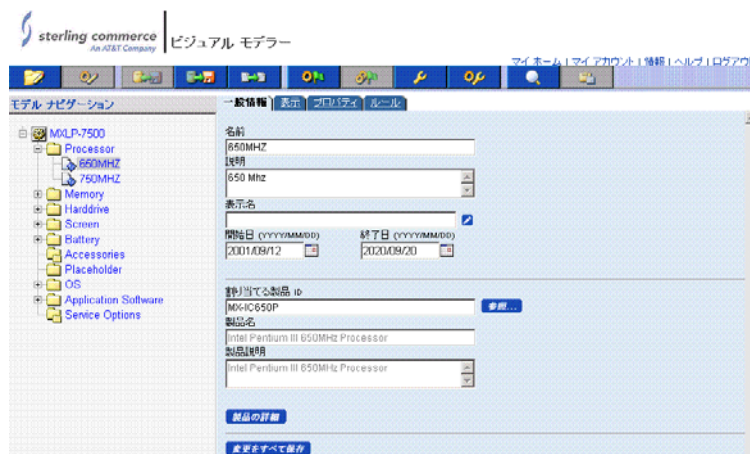 sterling commerce
An AT&T Company
ビジュアル モデラー
マイ ホーム | マイ アカウント | 情報 | ヘルプ | ログアウ
モデル ナビゲーション
一般情報 表示 プロパティ ルール
MXLP-7500
Processor
650MHZ
750MHZ
Memory
Harddrive
Screen
Battery
Accessories
Placeholder
OS
Application Software
Service Options
名前
650MHZ
説明
650 Mhz
表示名
開始日 (YYYY/MM/DD) 終了日 (YYYY/MM/DD)
2001/09/12 2020/09/20
割り当てる製品 ID
MX-IC650P 参照...
製品名
Intel Pentium III 650MHz Processor
製品説明
Intel Pentium III 650MHz Processor
製品の詳細
変更をすべて保存